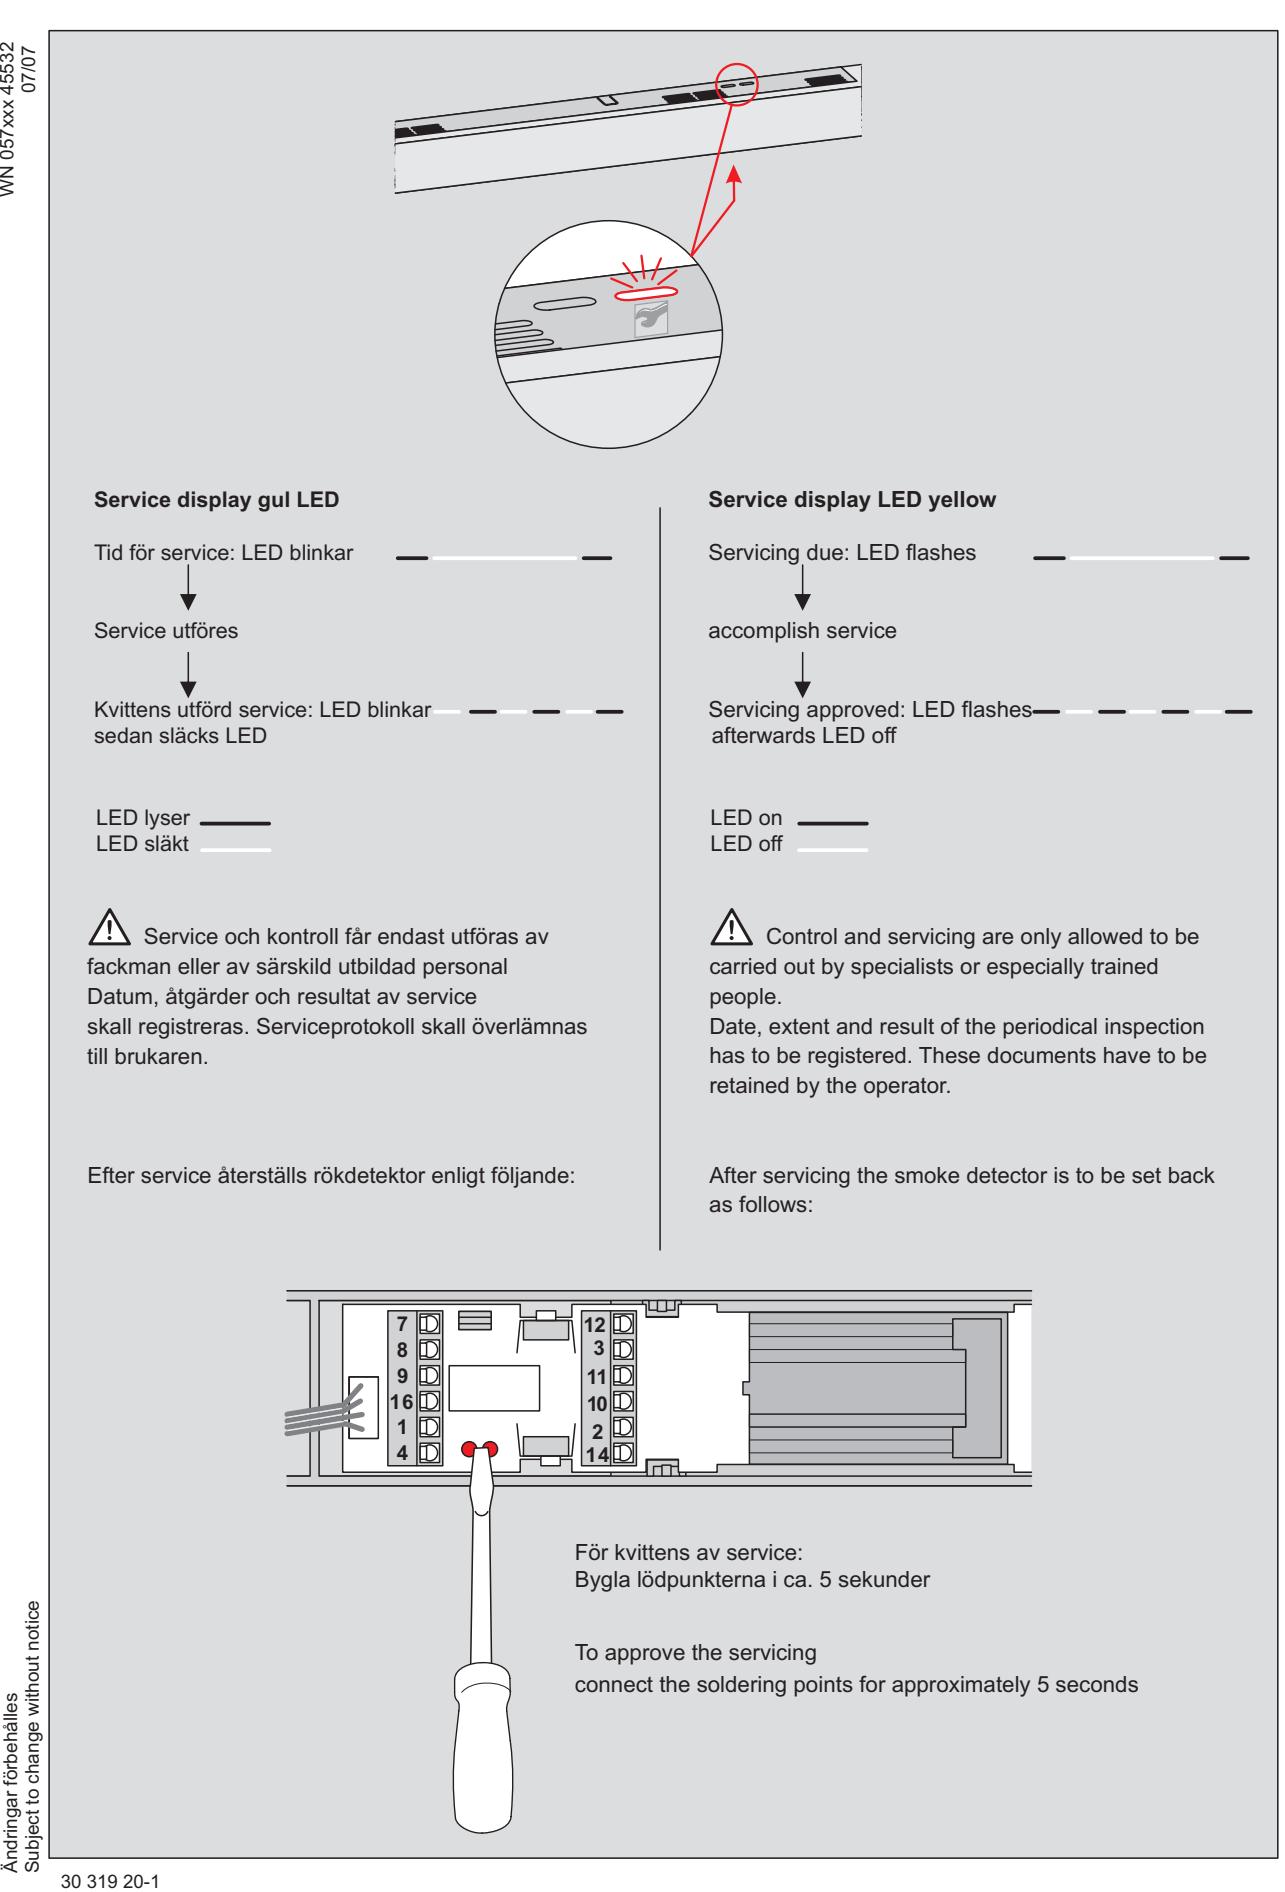 WN 057xxx 45532
07/07
Service display gul LED
Tid för service: LED blinkar
Service utföres
Kvittens utförd service: LED blinkar
sedan släcks LED
LED lyser
LED släkt
Service och kontroll får endast utföras av
fackman eller av särskild utbildad personal
Datum, åtgärder och resultat av service
skall registreras. Serviceprotokoll skall överlämnas
till brukaren.
Efter service återställs rökdetektor enligt följande:
Service display LED yellow
Servicing due: LED flashes
accomplish service
Servicing approved: LED flashes
afterwards LED off
LED on
LED off
Control and servicing are only allowed to be
carried out by specialists or especially trained
people.
Date, extent and result of the periodical inspection
has to be registered. These documents have to be
retained by the operator.
After servicing the smoke detector is to be set back
as follows:
7
8
9
16
1
4
12
3
11
10
2
14
För kvittens av service:
Bygla lödpunkterna i ca. 5 sekunder
To approve the servicing
connect the soldering points for approximately 5 seconds
Ändringar förbehålles
Subject to change without notice
30 319 20-1